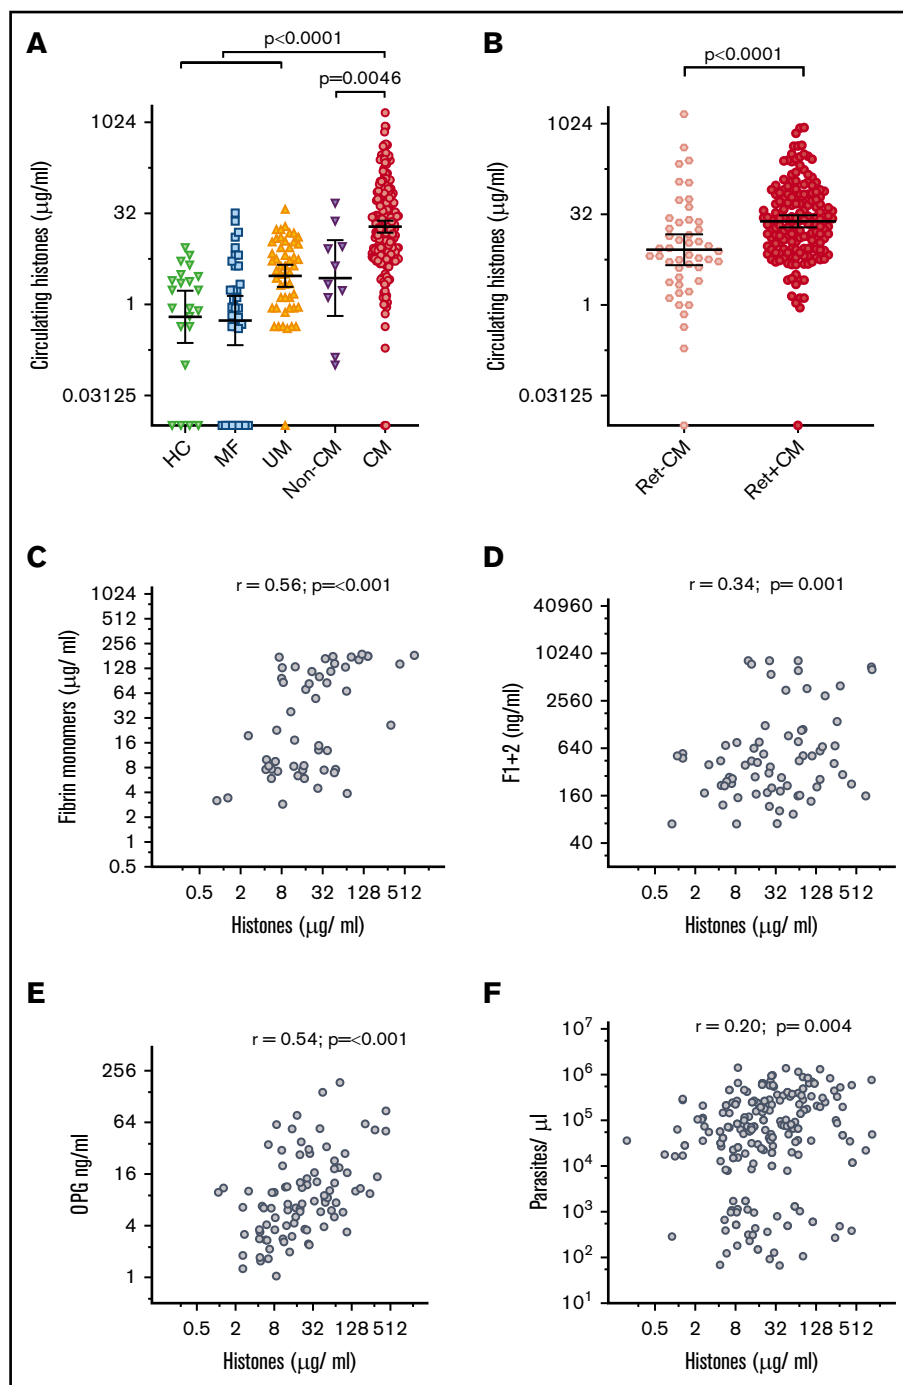 A
p<0.0001
p=0.0046
Circulating histones (μg/ml)
1024
32
1
0.03125
HC
MF
UM
Non-CM
CM
B
p<0.0001
Circulating histones (μg/ml)
1024
32
1
0.03125
Ret-CM
Ret+CM
C
r = 0.56; p=<0.001
Fibrin monomers (μg/ ml)
1024
512
256
128
64
32
16
8
4
2
1
0.5
0.5 2 8 32 128 512
Histones (μg/ ml)
D
r = 0.34; p= 0.001
F1+2 (ng/ml)
40960
10240
2560
640
160
40
0.5 2 8 32 128 512
Histones (μg/ ml)
E
r = 0.54; p=<0.001
OPG ng/ml
256
64
16
4
1
0.5 2 8 32 128 512
Histones (μg/ ml)
F
r = 0.20; p= 0.004
Parasites/ μl
10⁷
10⁶
10⁵
10⁴
10³
10²
10¹
0.5 2 8 32 128 512
Histones (μg/ ml)